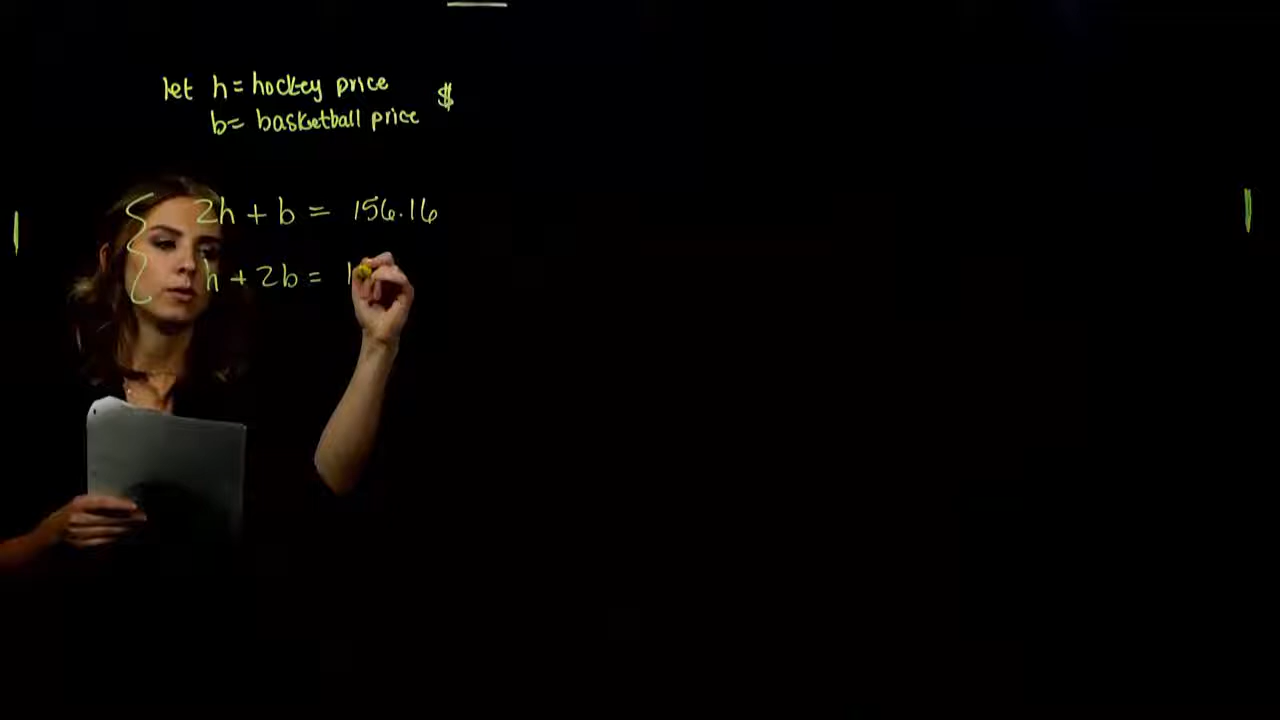 let h = hockey price $
b = basketball price
2h + b = 156.16
h + 2b = 1